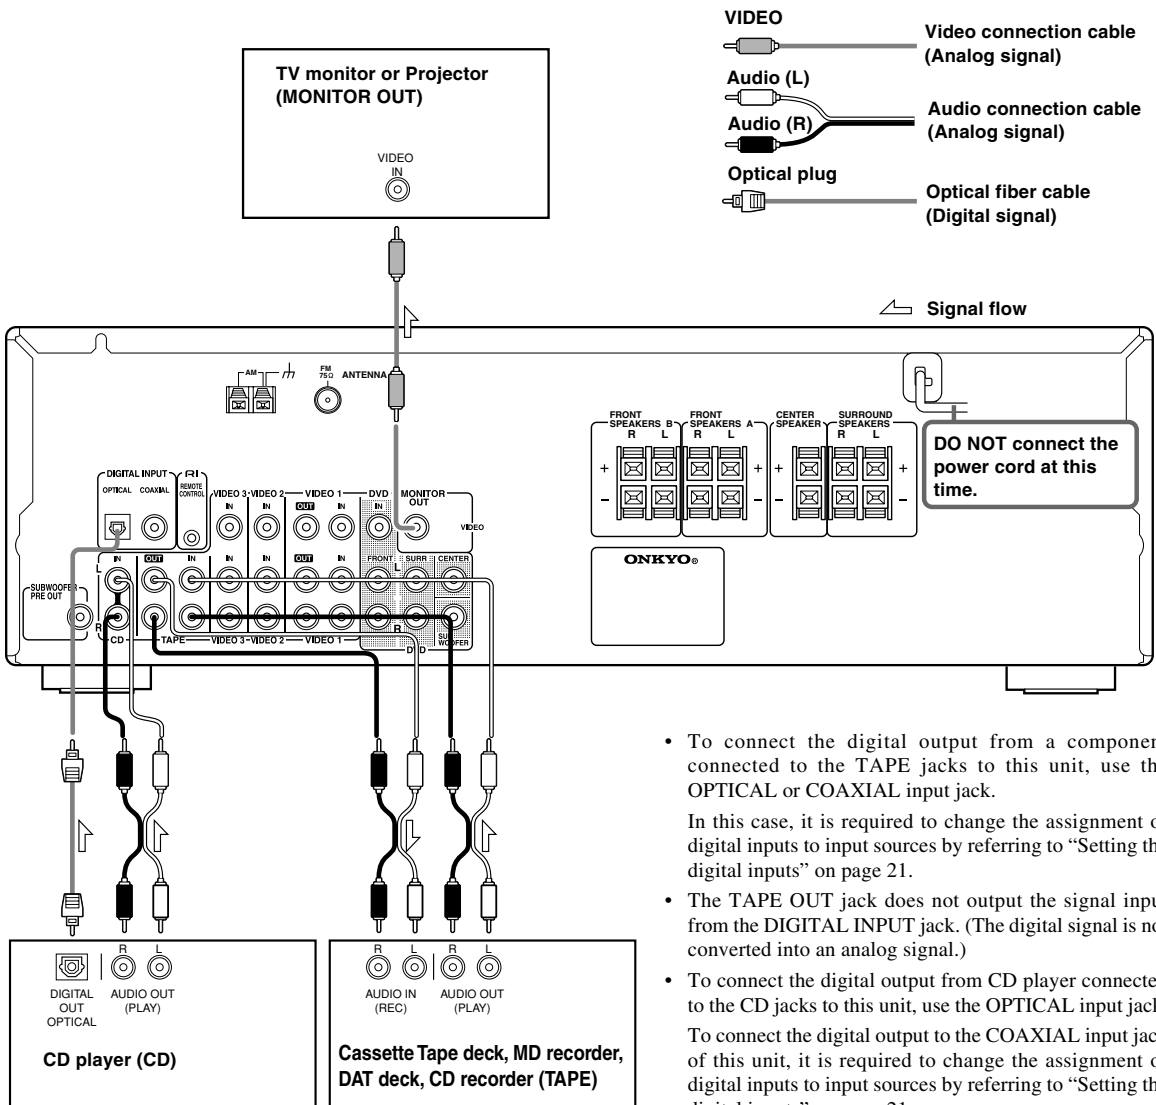 VIDEO
Video connection cable
(Analog signal)
Audio (L)
Audio (R)
Audio connection cable
(Analog signal)
Optical plug
Optical fiber cable
(Digital signal)
TV monitor or Projector
(MONITOR OUT)
VIDEO
IN
Signal flow
AM
FM
75Ω
ANTENNA
FRONT
SPEAKERS B
R L
FRONT
SPEAKERS A
R L
CENTER
SPEAKER
SURROUND
SPEAKERS
R L
+ + + +
– – – –
DO NOT connect the
power cord at this
time.
DIGITAL INPUT
OPTICAL COAXIAL
RI
REMOTE
CONTROL
VIDEO 3 VIDEO 2 VIDEO 1 DVD MONITOR
OUT
IN IN OUT IN IN
VIDEO
IN OUT IN IN IN OUT IN FRONT SURR CENTER
L L
SUBWOOFER
PRE OUT
R R
CD TAPE VIDEO 3 VIDEO 2 VIDEO 1 DVD
SUB
WOOFER
ONKYO®
DIGITAL
OUT
OPTICAL
R L
AUDIO OUT
(PLAY)
CD player (CD)
R L
AUDIO IN
(REC)
R L
AUDIO OUT
(PLAY)
Cassette Tape deck, MD recorder,
DAT deck, CD recorder (TAPE)
• To connect the digital output from a componen
connected to the TAPE jacks to this unit, use th
OPTICAL or COAXIAL input jack.
In this case, it is required to change the assignment o
digital inputs to input sources by referring to “Setting th
digital inputs” on page 21.
• The TAPE OUT jack does not output the signal inpu
from the DIGITAL INPUT jack. (The digital signal is no
converted into an analog signal.)
• To connect the digital output from CD player connecte
to the CD jacks to this unit, use the OPTICAL input jac
To connect the digital output to the COAXIAL input jac
of this unit, it is required to change the assignment o
digital inputs to input sources by referring to “Setting th